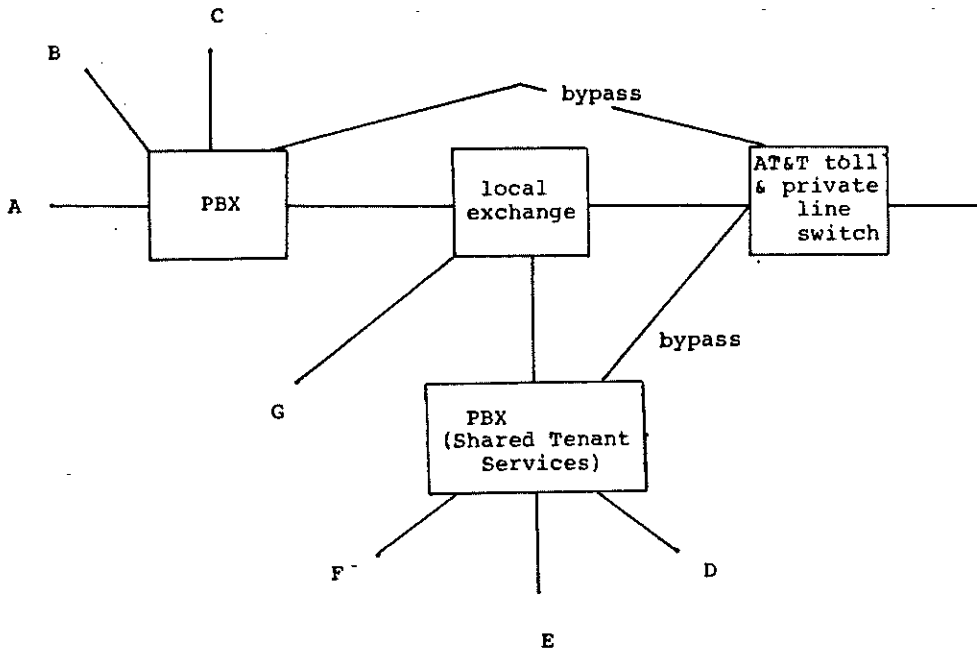 C
B
bypass
A
PBX
local
exchange
AT&T toll
& private
line
switch
bypass
G
PBX
(Shared Tenant
Services)
F
D
E